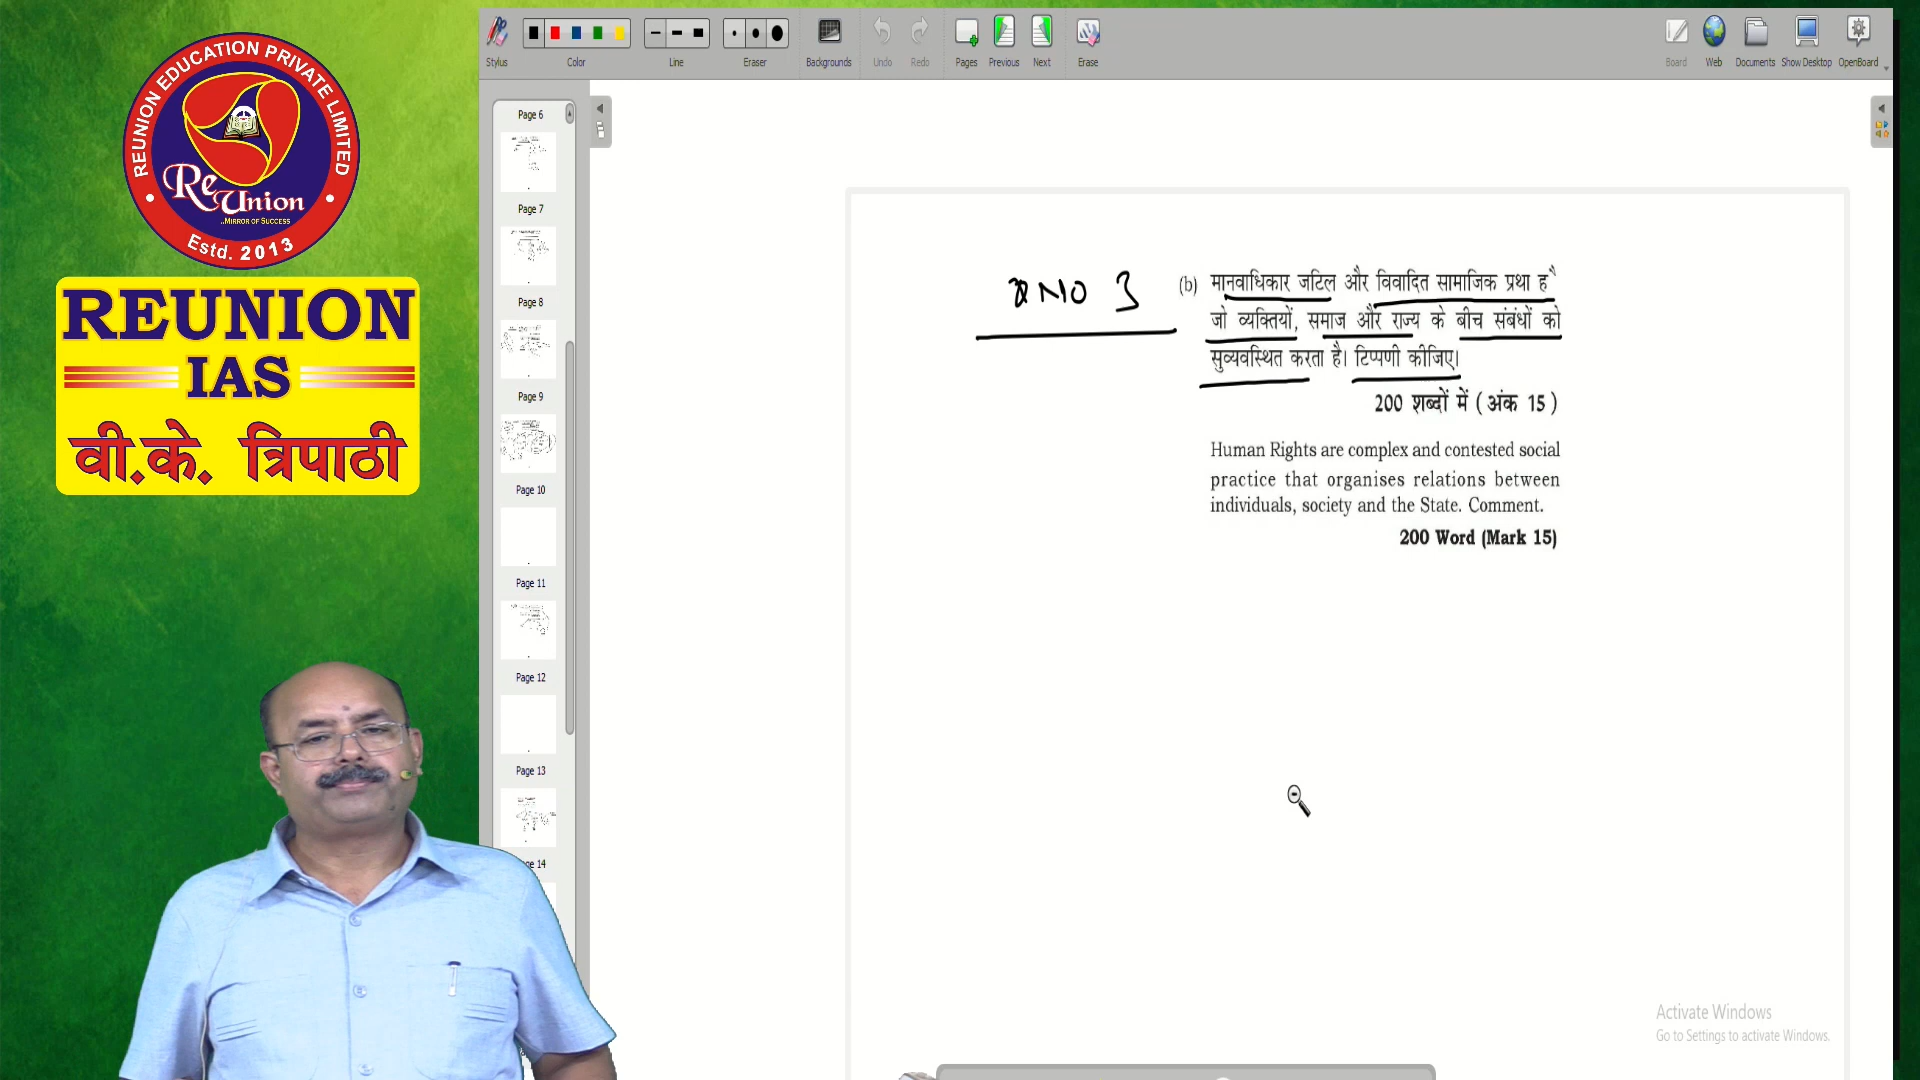 REUNION EDUCATION PRIVATE LIMITED
ReUnion
..MIRROR OF SUCCESS
Estd. 2013
REUNION
IAS
वी.के. त्रिपाठी
Stylus
Color
Line
Eraser
Backgrounds
Undo
Redo
Pages
Previous
Next
Erase
Board
Web
Documents
Show Desktop
OpenBoard
Page 6
Page 7
Page 8
Page 9
Page 10
Page 11
Page 12
Page 13
ge 14
NO 3
(b) मानवाधिकार जटिल और विवादित सामाजिक प्रथा है
जो व्यक्तियों, समाज और राज्य के बीच संबंधों को
सुव्यवस्थित करता है। टिप्पणी कीजिए।
200 शब्दों में ( अंक 15 )
Human Rights are complex and contested social
practice that organises relations between
individuals, society and the State. Comment.
200 Word (Mark 15)
Activate Windows
Go to Settings to activate Windows.